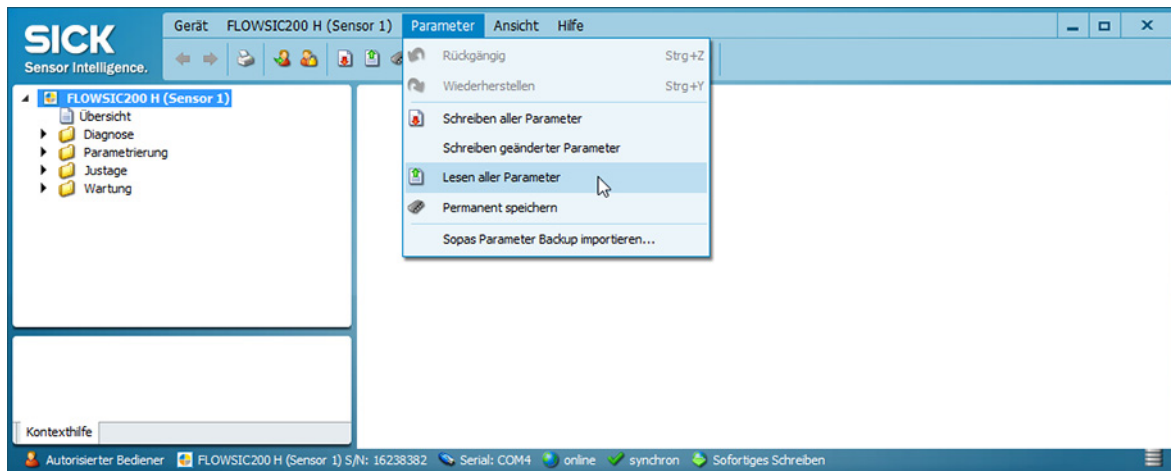 SICK
Sensor Intelligence.
Gerät FLOWSIC200 H (Sensor 1) Parameter Ansicht Hilfe
Rückgängig Strg+Z
Wiederherstellen Strg+Y
Schreiben aller Parameter
Schreiben geänderter Parameter
Lesen aller Parameter
Permanent speichern
Sopas Parameter Backup importieren...
FLOWSIC200 H (Sensor 1)
Übersicht
Diagnose
Parametrierung
Justage
Wartung
Kontexthilfe
Autorisierter Bediener FLOWSIC200 H (Sensor 1) S/N: 16238382 Serial: COM4 online synchron Sofortiges Schreiben